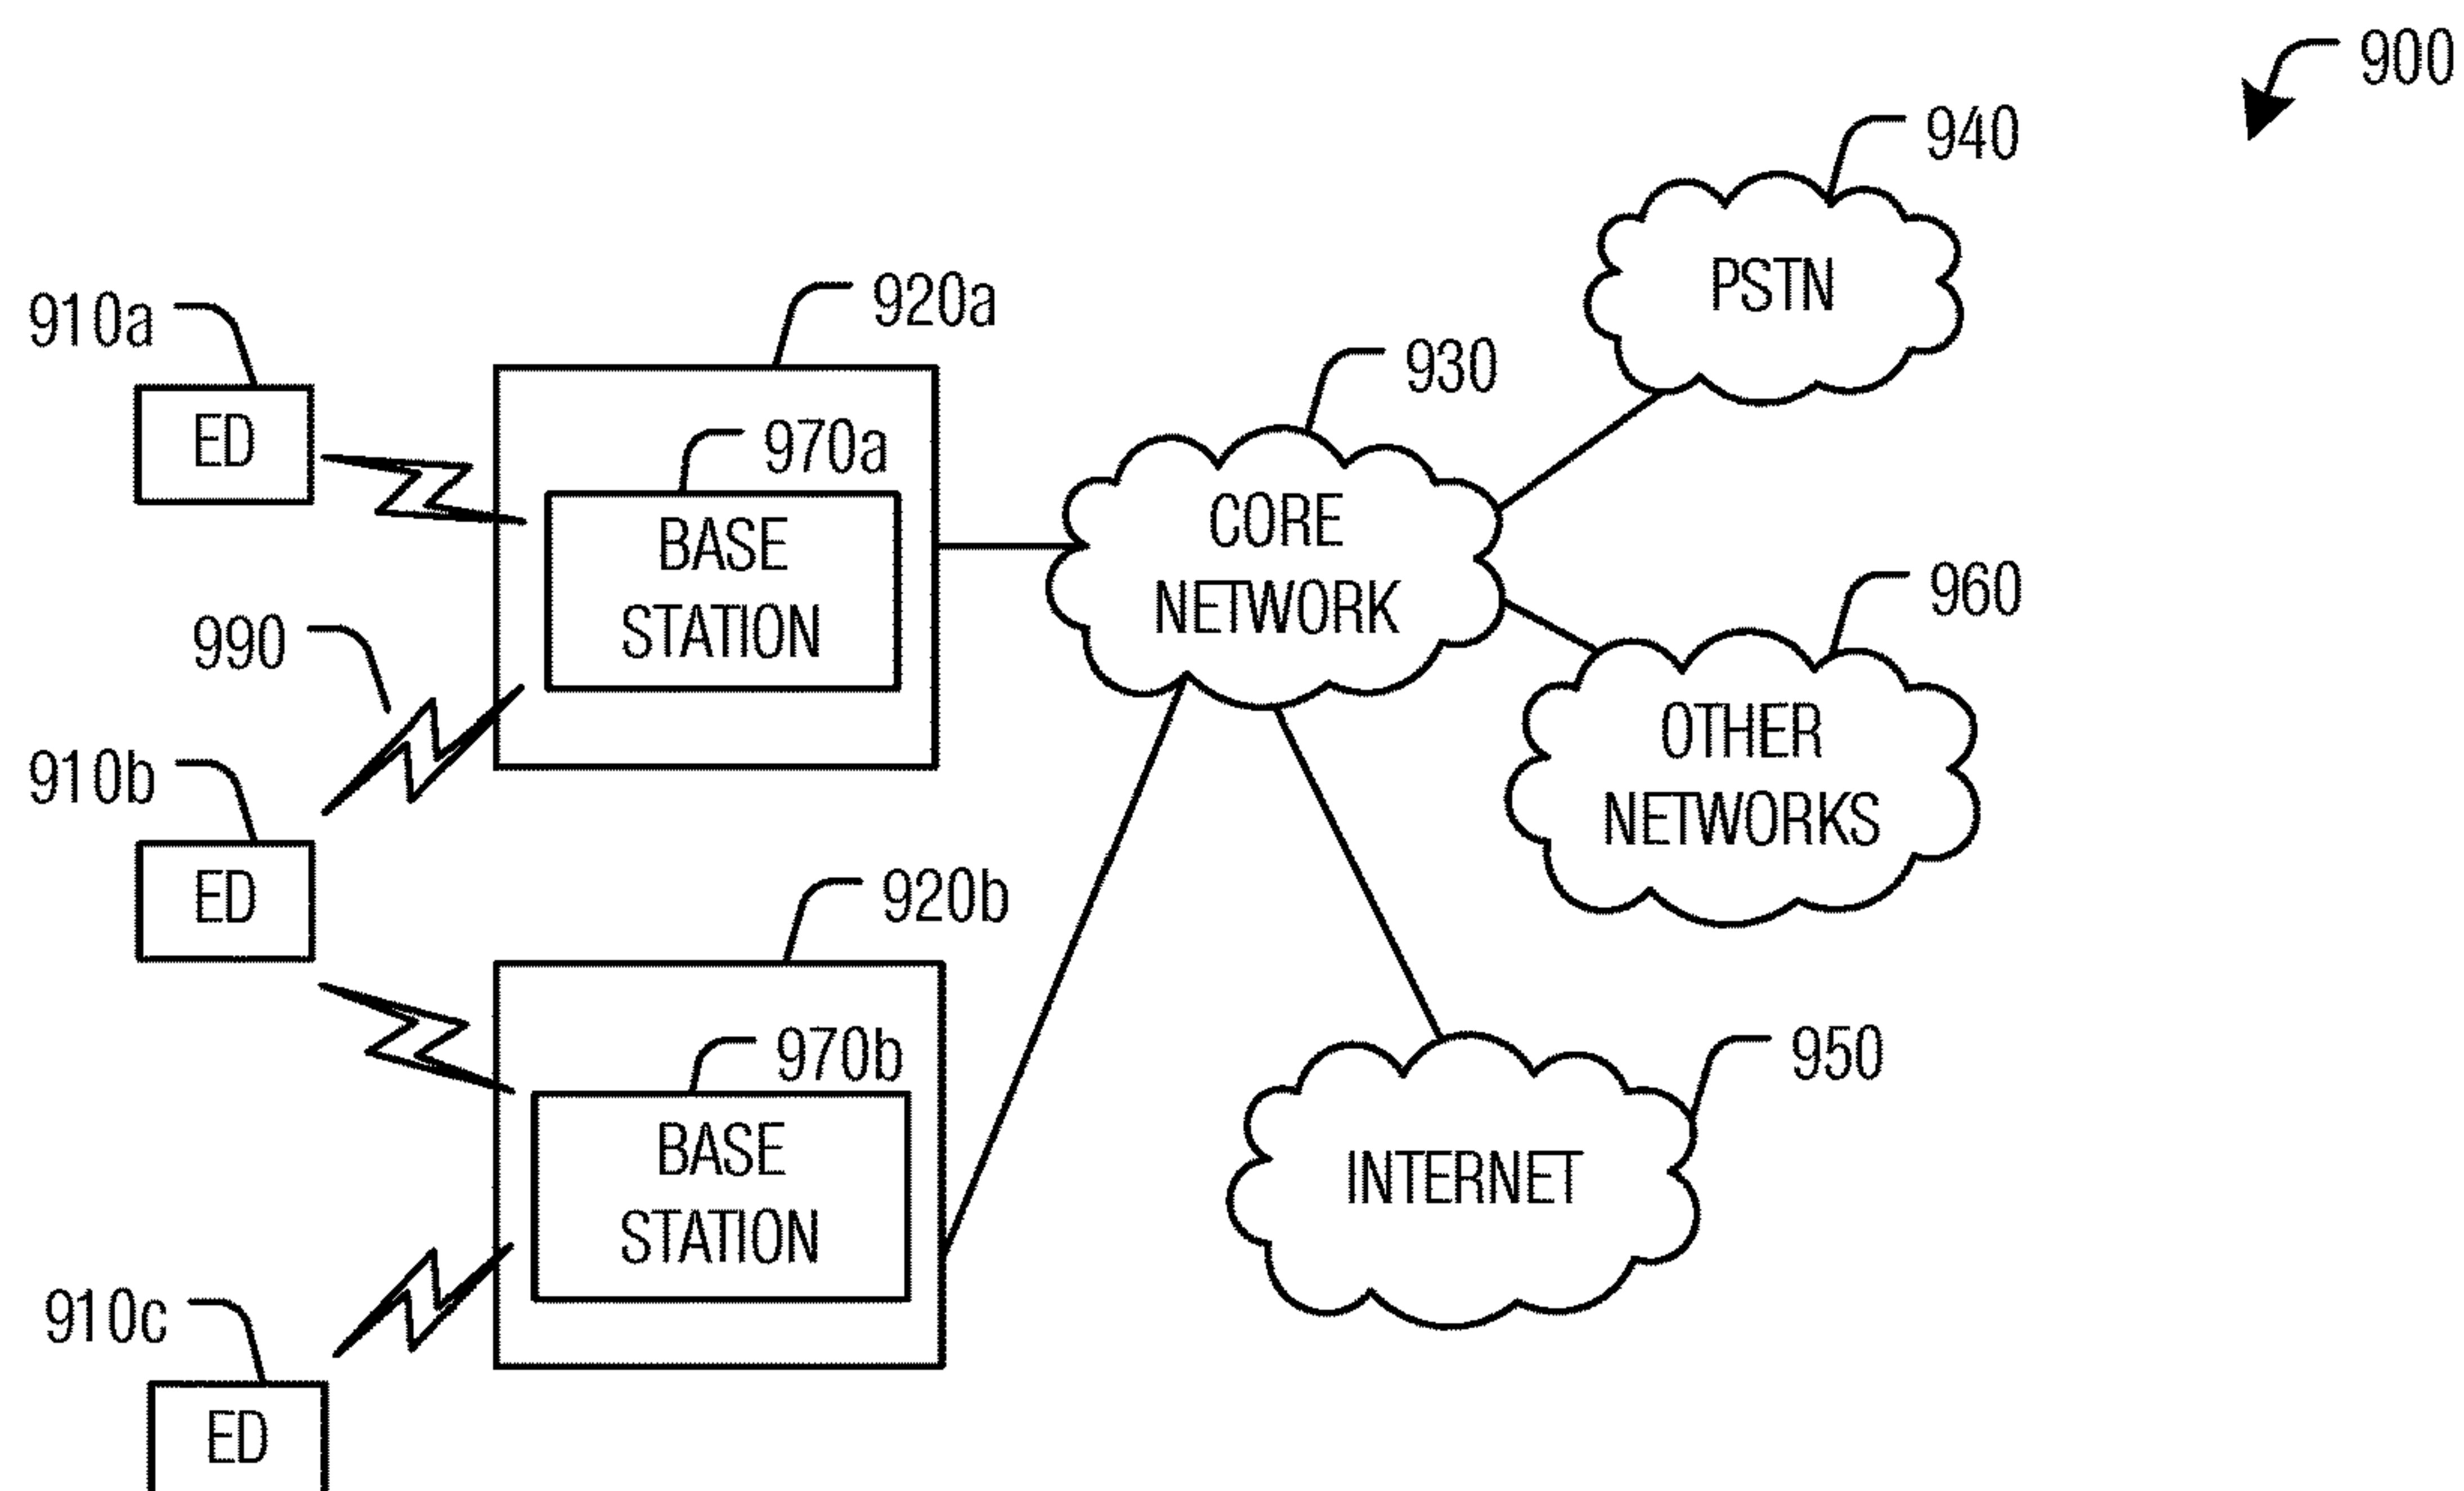 900
940
PSTN
920a
910a
930
ED
970a
CORE
BASE
960
NETWORK
STATION
990
OTHER
910b
NETWORKS
920b
ED
950
970b
BASE
INTERNET
STATION
910c
ED